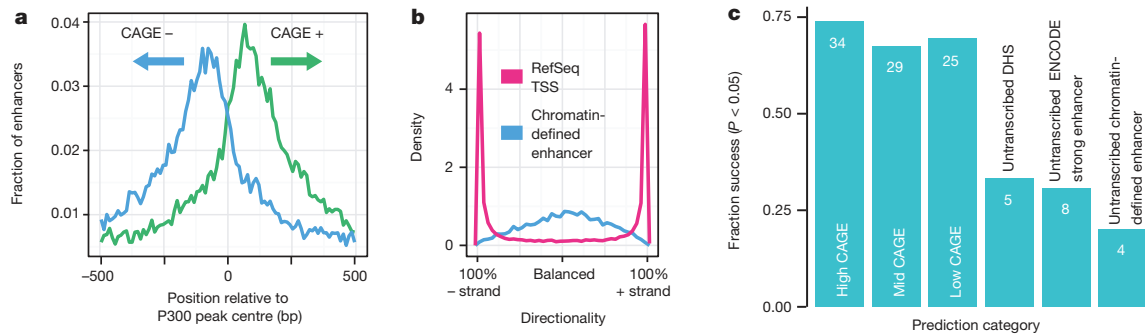 a
Fraction of enhancers
0.04
0.03
0.02
0.01
CAGE –
CAGE +
–500
0
500
Position relative to
P300 peak centre (bp)
b
Density
4
2
0
RefSeq
TSS
Chromatin-
defined
enhancer
100%
– strand
Balanced
100%
+ strand
Directionality
c
Fraction success (P < 0.05)
0.75
0.50
0.25
0.00
34
High CAGE
29
Mid CAGE
25
Low CAGE
Untranscribed DHS
5
Untranscribed ENCODE
strong enhancer
8
Untranscribed chromatin-
defined enhancer
4
Prediction category